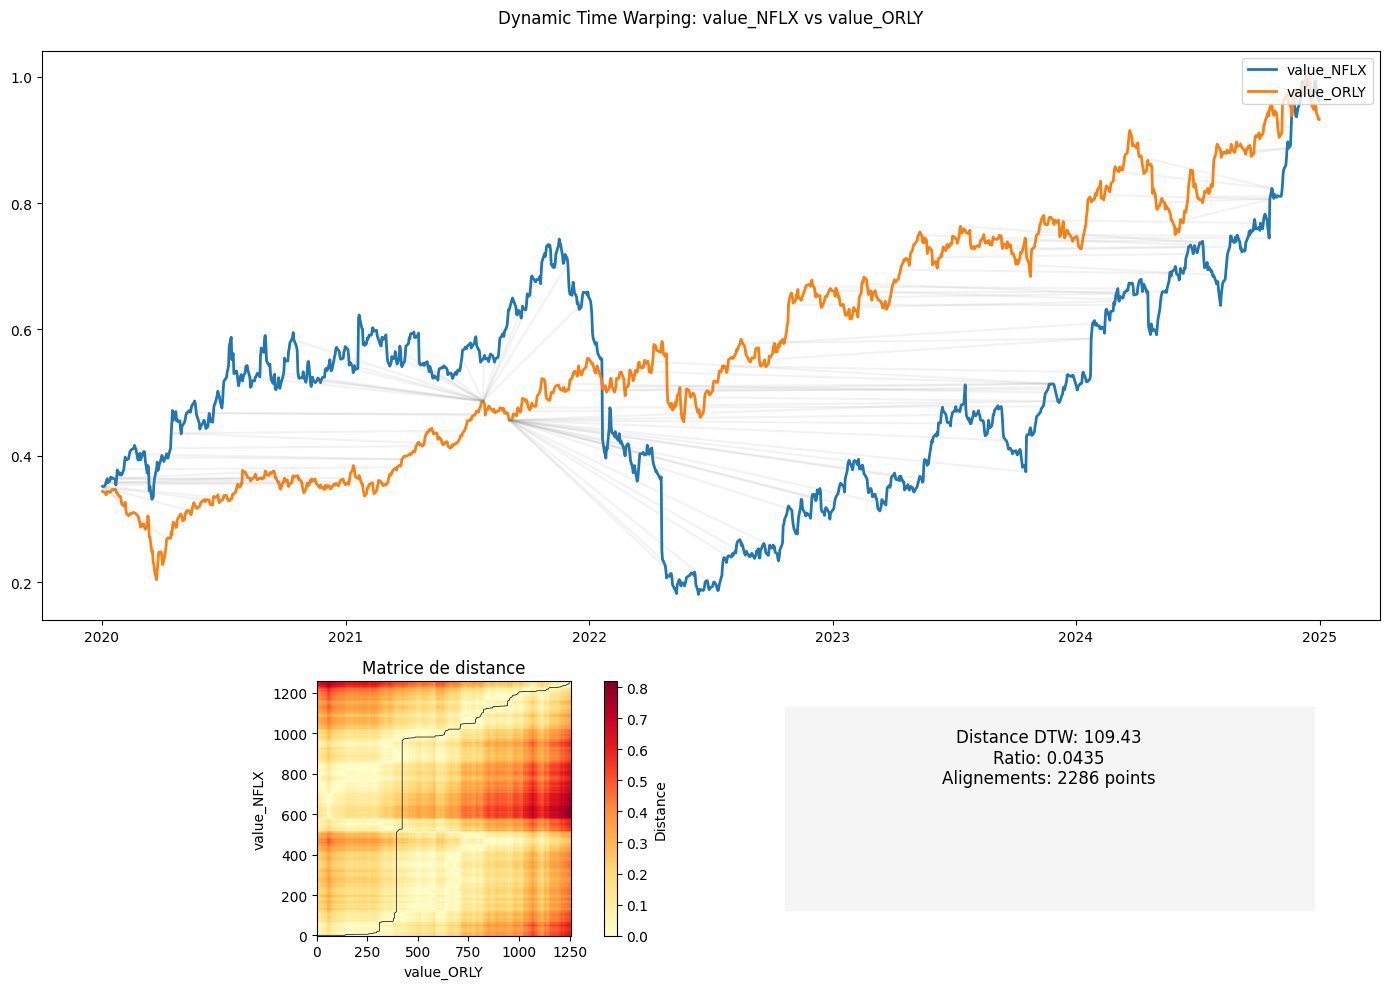 Dynamic Time Warping: value_NFLX vs value_ORLY
value_NFLX
value_ORLY
1.0
0.8
0.6
0.4
0.2
2020 2021 2022 2023 2024 2025
Matrice de distance
value_NFLX
1200
1000
800
600
400
200
0
0 250 500 750 1000 1250
value_ORLY
0.8
0.7
0.6
0.5
0.4
0.3
0.2
0.1
0.0
Distance
Distance DTW: 109.43
Ratio: 0.0435
Alignements: 2286 points